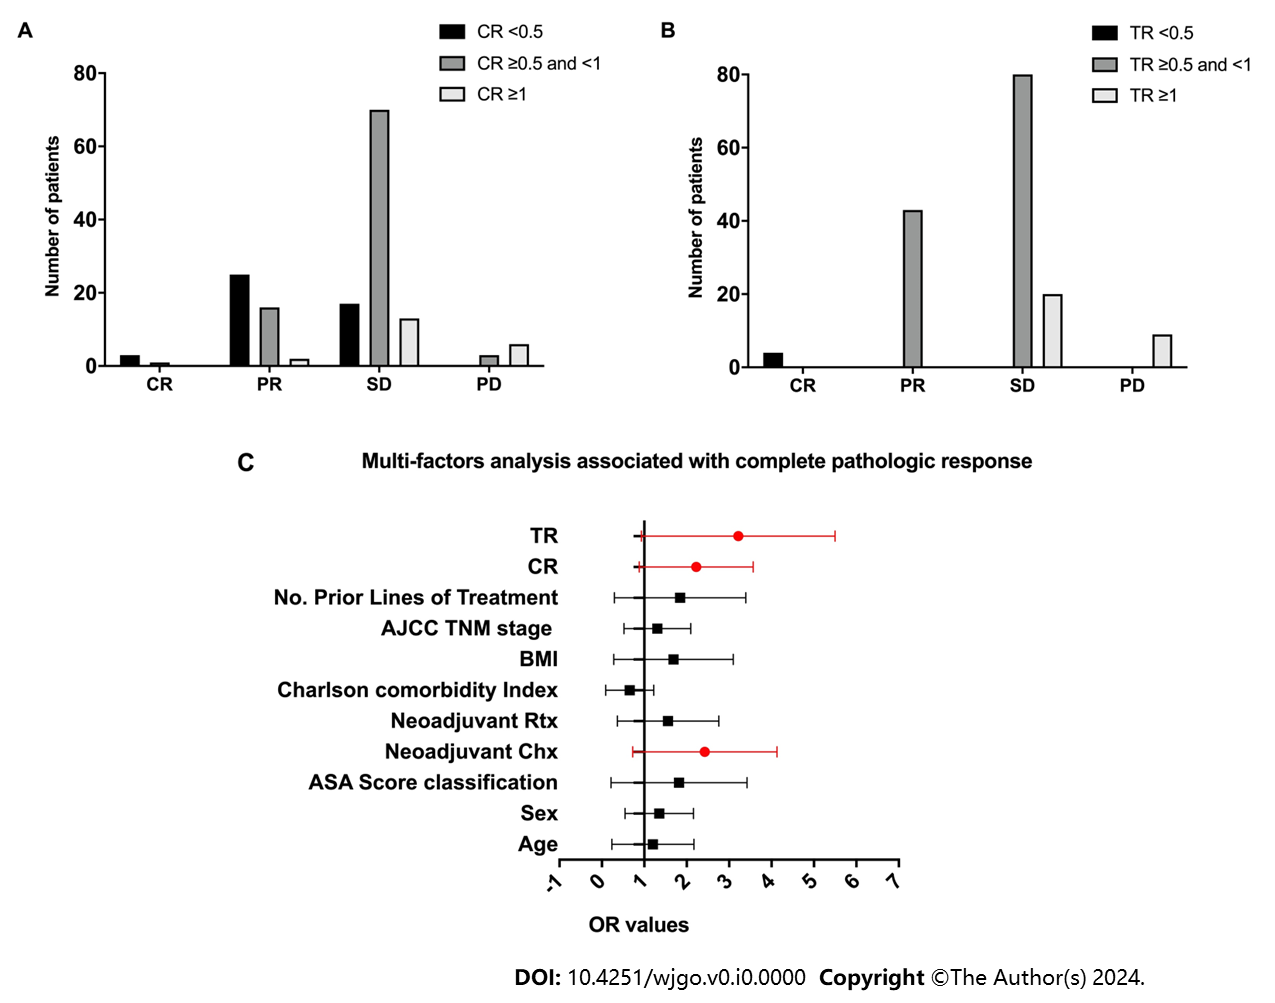 A
CR <0.5
CR ≥0.5 and <1
CR ≥1
Number of patients
80
60
40
20
0
CR PR SD PD
B
TR <0.5
TR ≥0.5 and <1
TR ≥1
Number of patients
80
60
40
20
0
CR PR SD PD
C Multi-factors analysis associated with complete pathologic response
TR
CR
No. Prior Lines of Treatment
AJCC TNM stage
BMI
Charlson comorbidity Index
Neoadjuvant Rtx
Neoadjuvant Chx
ASA Score classification
Sex
Age
-1 0 1 2 3 4 5 6 7
OR values
DOI: 10.4251/wjgo.v0.i0.0000 Copyright ©The Author(s) 2024.